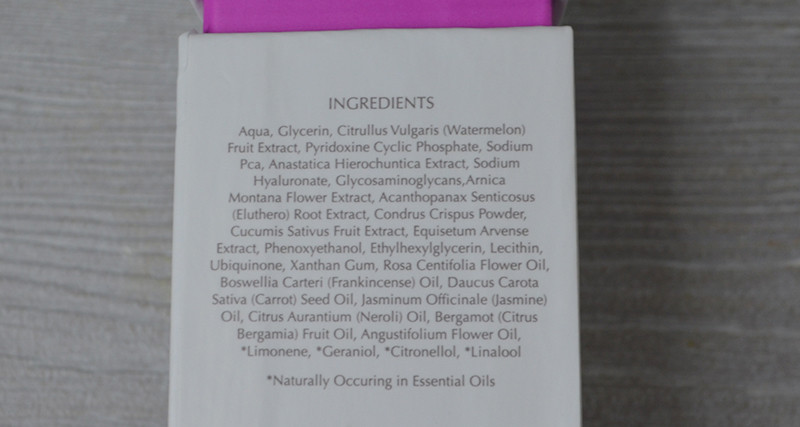 INGREDIENTS
Aqua, Glycerin, Citrullus Vulgaris (Watermelon)
Fruit Extract, Pyridoxine Cyclic Phosphate, Sodium
Pca, Anastatica Hierochuntica Extract, Sodium
Hyaluronate, Glycosaminoglycans,Arnica
Montana Flower Extract, Acanthopanax Senticosus
(Eluthero) Root Extract, Condrus Crispus Powder,
Cucumis Sativus Fruit Extract, Equisetum Arvense
Extract, Phenoxyethanol, Ethylhexylglycerin, Lecithin,
Ubiquinone, Xanthan Gum, Rosa Centifolia Flower Oil,
Boswellia Carteri (Frankincense) Oil, Daucus Carota
Sativa (Carrot) Seed Oil, Jasminum Officinale (Jasmine)
Oil, Citrus Aurantium (Neroli) Oil, Bergamot (Citrus
Bergamia) Fruit Oil, Angustifolium Flower Oil,
*Limonene, *Geraniol, *Citronellol, *Linalool
*Naturally Occuring in Essential Oils